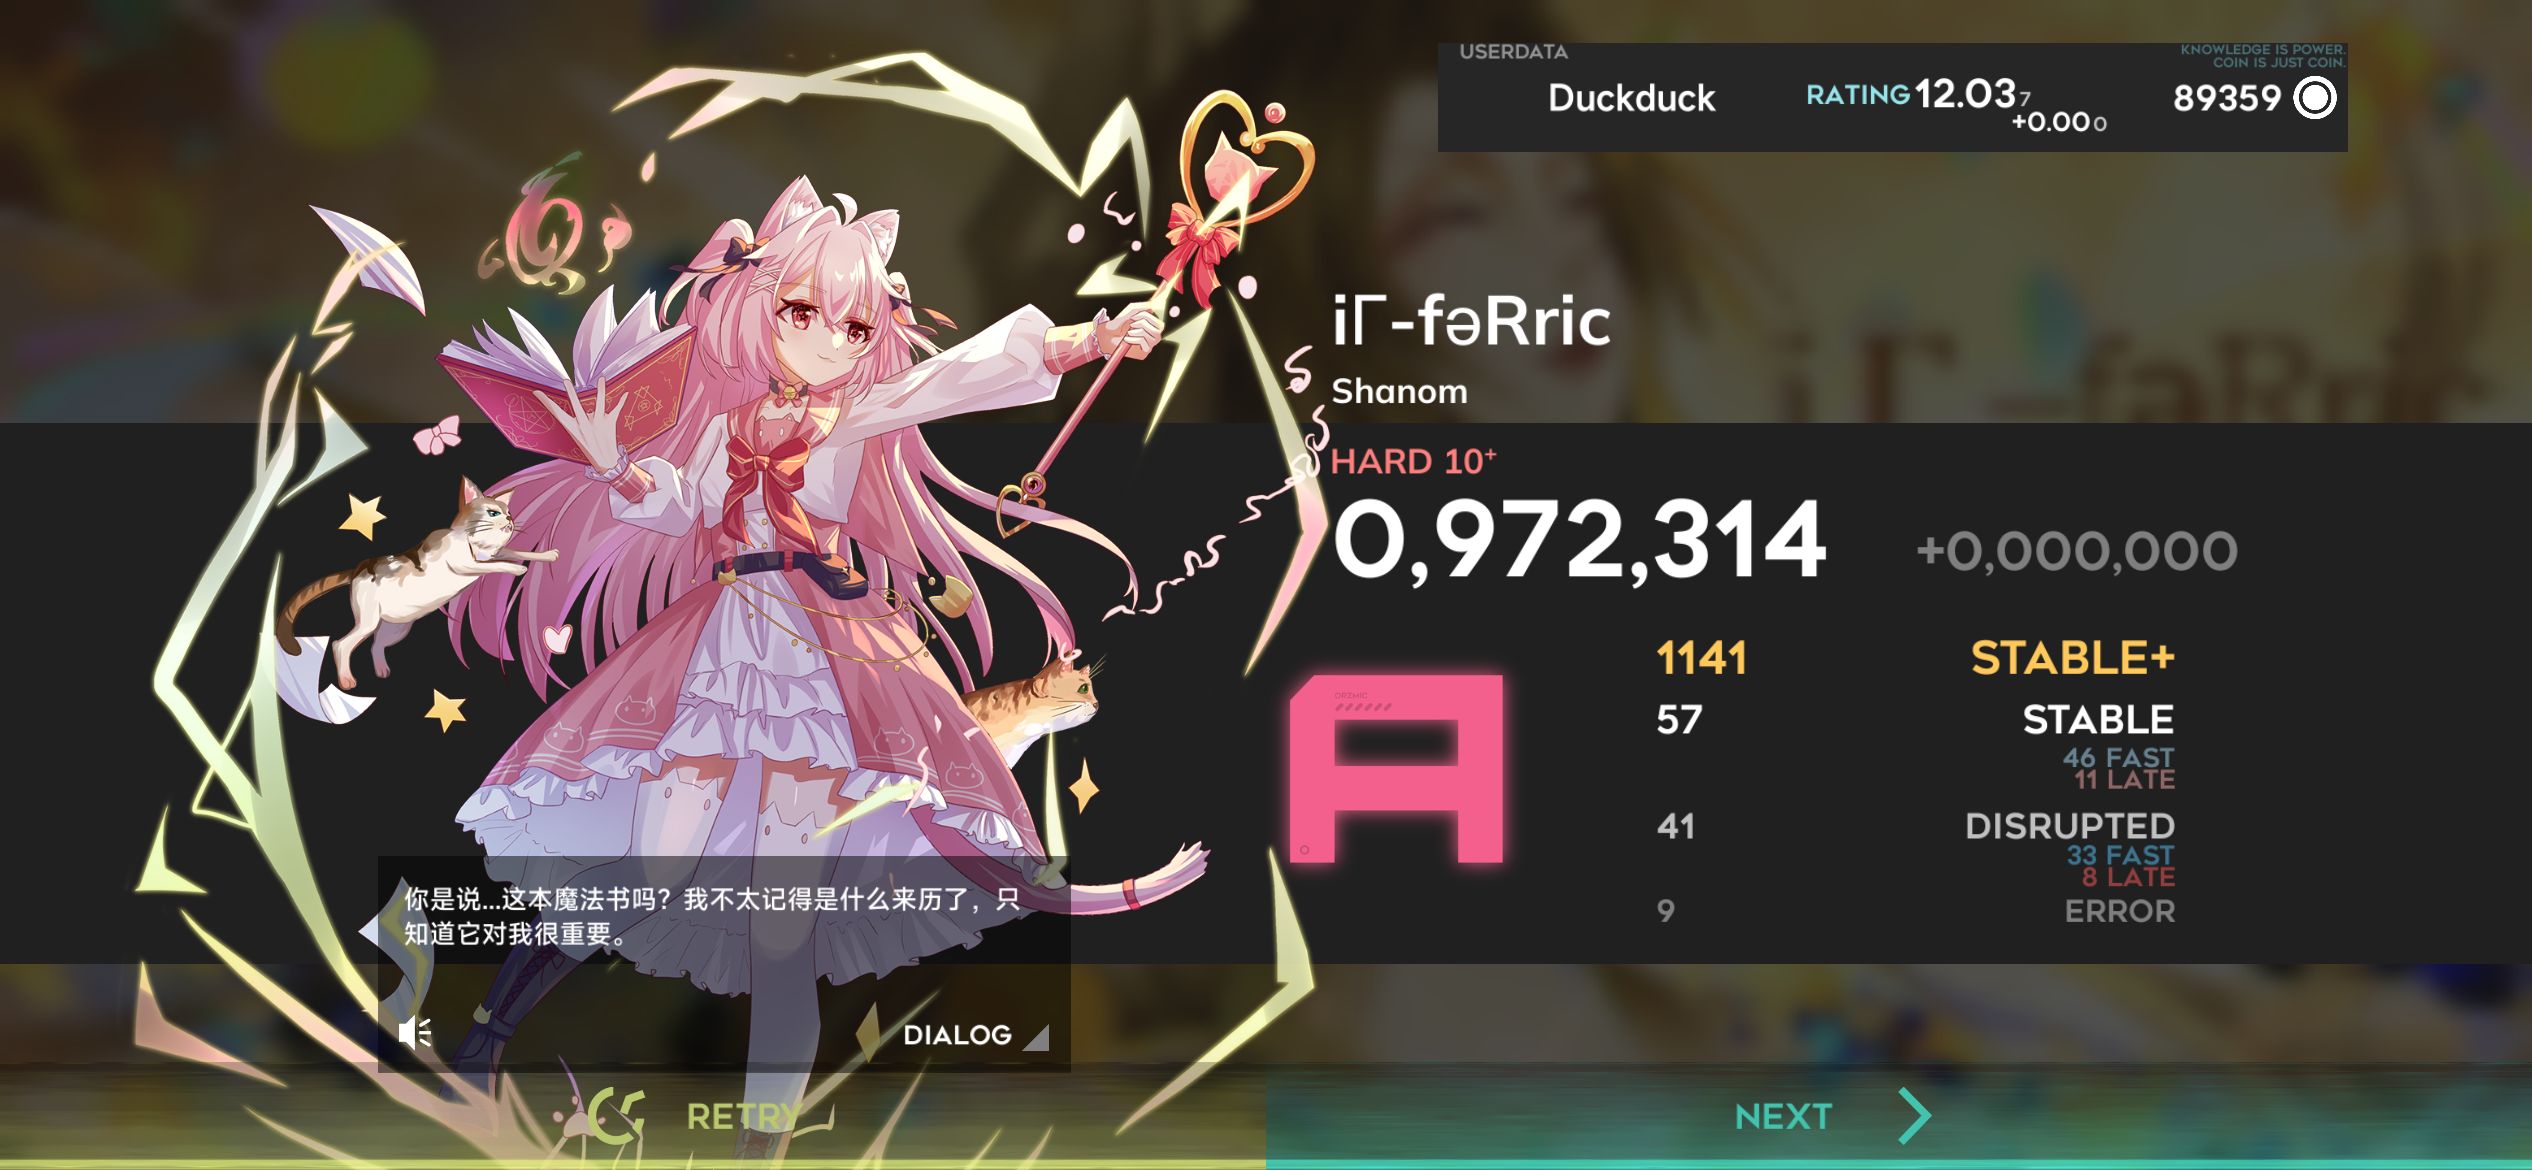 USERDATA
KNOWLEDGE IS POWER.
COIN IS JUST COIN.
Duckduck
RATING 12.037
+0.000
89359
iΓ-fəRric
Shanom
HARD 10⁺
0,972,314 +0,000,000
ORZMIC
1141 STABLE+
57 STABLE
46 FAST
11 LATE
41 DISRUPTED
33 FAST
8 LATE
9 ERROR
你是说...这本魔法书吗？我不太记得是什么来历了，只
知道它对我很重要。
DIALOG
RETRY
NEXT
iΓ-fəRric